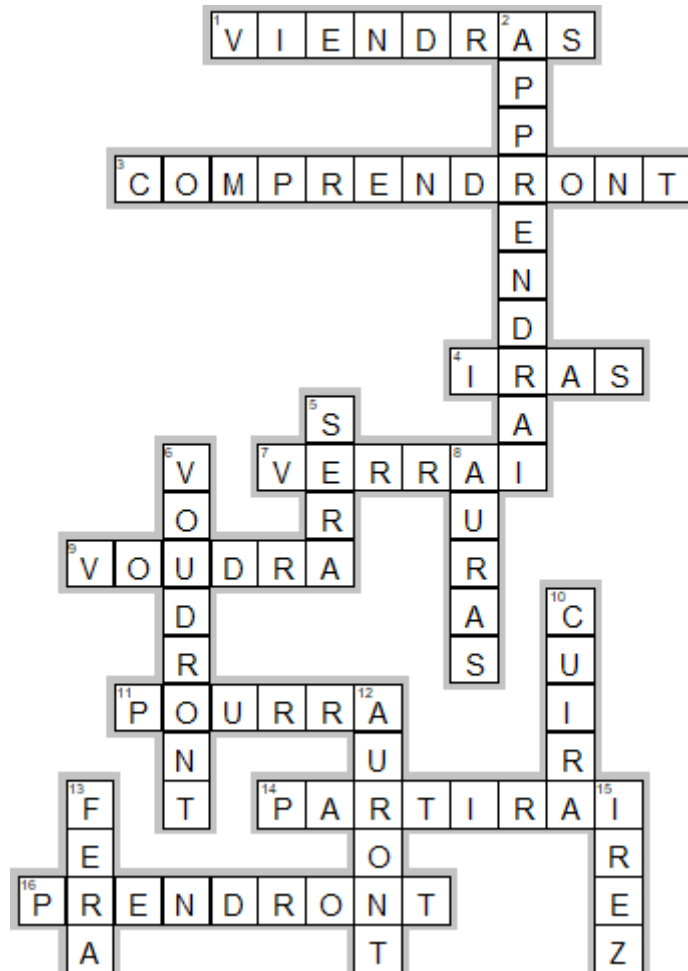 1 VIENDRAS
2 APPRENDRAI
3 COMPRENDRONT
4 IRAS
5 SERA
6 VOUDRONT
7 VERRAI
8 AURAS
9 VOUDRA
10 CUIRA
11 POURRA
12 AURONT
13 FERA
14 PARTIRAI
15 IREZ
16 PRENDRONT